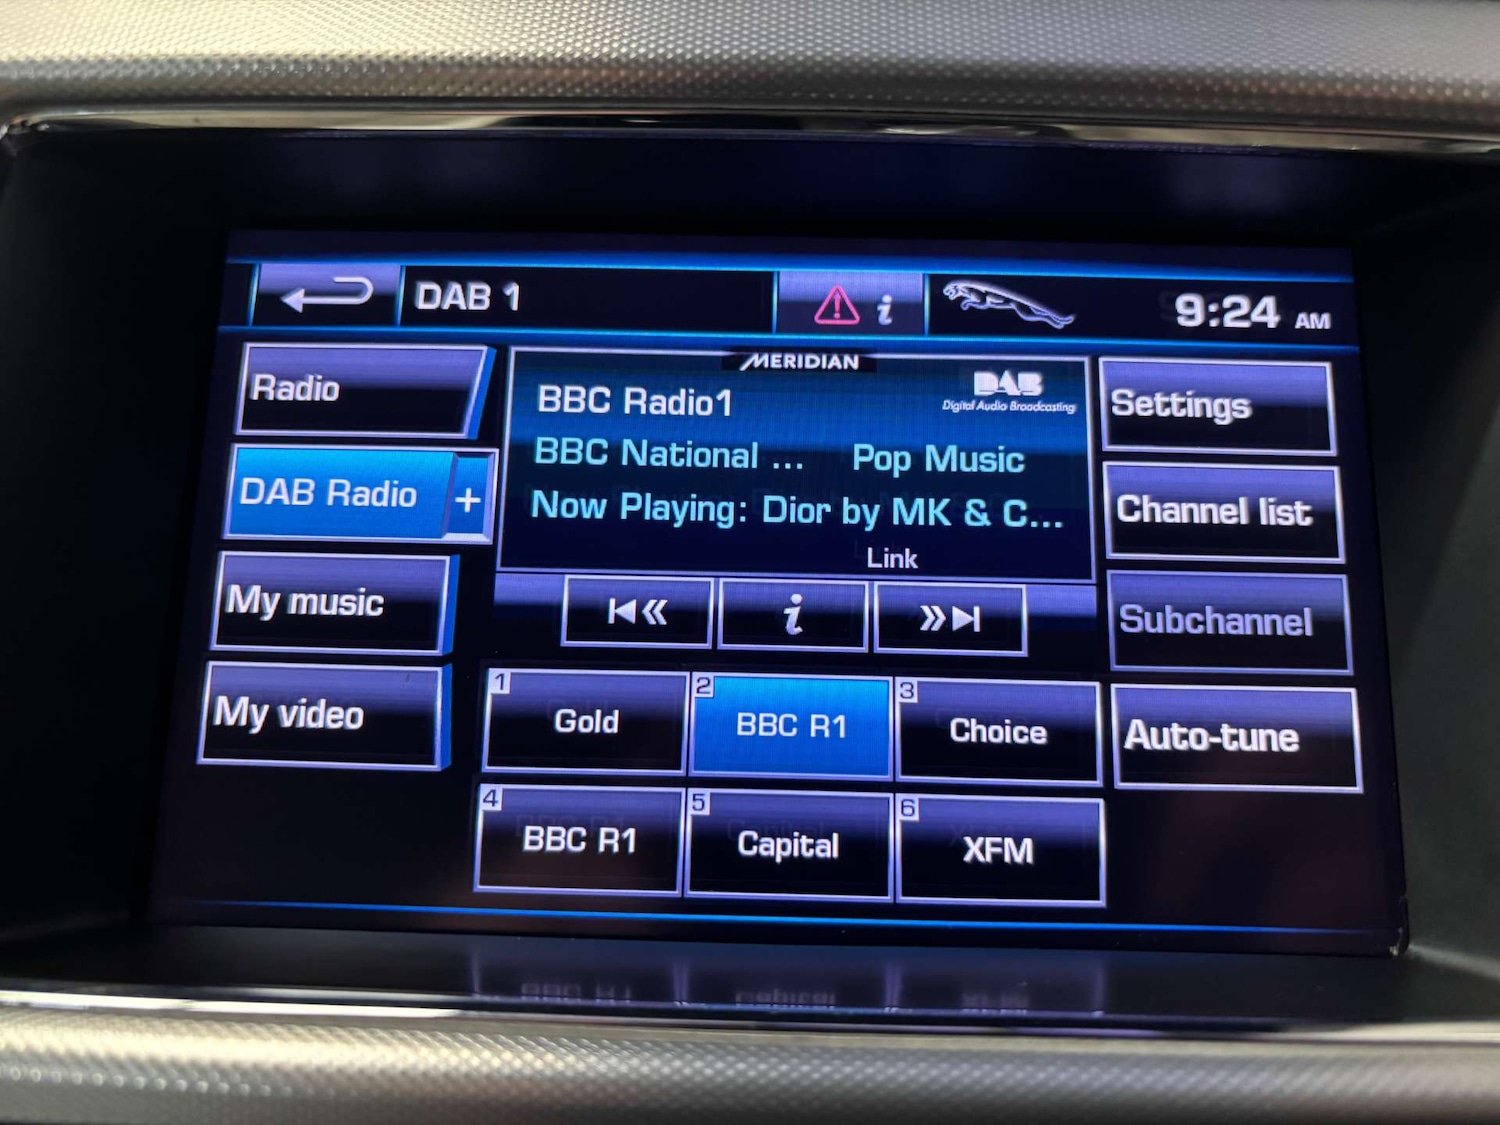 DAB 1
i
9:24 AM
Radio
DAB Radio +
My music
My video
MERIDIAN
BBC Radio1
DAB
Digital Audio Broadcasting
BBC National ... Pop Music
Now Playing: Dior by MK & C...
Link
i
1 Gold
2 BBC R1
3 Choice
4 BBC R1
5 Capital
6 XFM
Settings
Channel list
Subchannel
Auto-tune